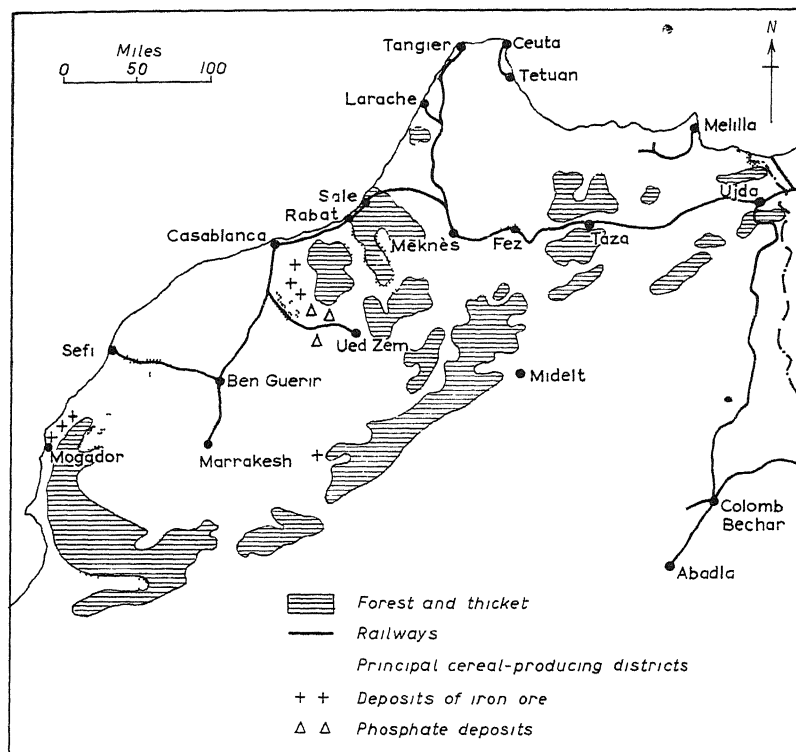 Miles
0 50 100
N
Tangier
Ceuta
Tetuan
Larache
Melilla
Sale
Rabat
Ujda
Casablanca
Mēknès
Fez
Taza
Sefi
Ued Zem
Ben Guerir
Midelt
Mogador
Marrakesh
Colomb
Bechar
Abadla
Forest and thicket
Railways
Principal cereal-producing districts
Deposits of iron ore
Phosphate deposits